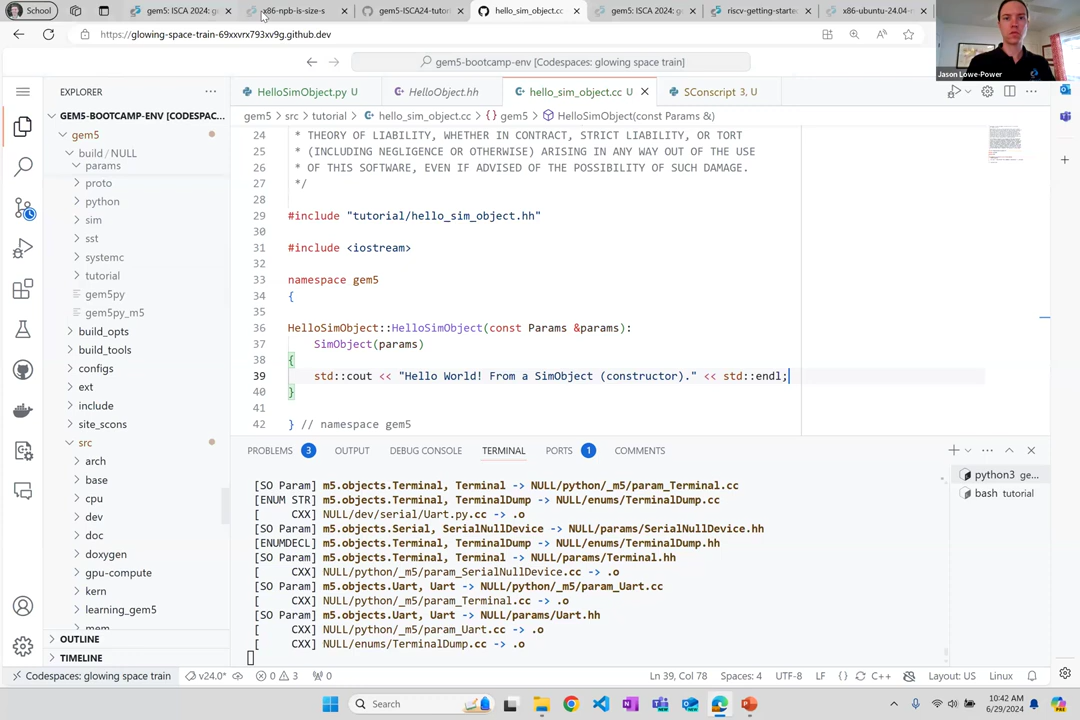 School
gem5: ISCA 2024: g
x86-npb-is-size-s
gem5-ISCA24-tutor
hello_sim_object.cc
gem5: ISCA 2024: g
riscv-getting-starte
x86-ubuntu-24.04-r
https://glowing-space-train-69xxvrx793xv9g.github.dev
Jason Lowe-Power
gem5-bootcamp-env [Codespaces: glowing space train]
EXPLORER
HelloSimObject.py U
HelloObject.hh
hello_sim_object.cc U
SConscript 3, U
GEM5-BOOTCAMP-ENV [CODESPAC...
gem5 > src > tutorial > hello_sim_object.cc > {} gem5 > HelloSimObject(const Params &)
gem5
build/NULL
params
proto
python
sim
sst
systemc
tutorial
gem5py
gem5py_m5
build_opts
build_tools
configs
ext
include
site_scons
src
arch
base
cpu
dev
doc
doxygen
gpu-compute
kern
learning_gem5
mem
OUTLINE
TIMELINE
24 * THEORY OF LIABILITY, WHETHER IN CONTRACT, STRICT LIABILITY, OR TORT
25 * (INCLUDING NEGLIGENCE OR OTHERWISE) ARISING IN ANY WAY OUT OF THE USE
26 * OF THIS SOFTWARE, EVEN IF ADVISED OF THE POSSIBILITY OF SUCH DAMAGE.
27 */
28
29 #include "tutorial/hello_sim_object.hh"
30
31 #include <iostream>
32
33 namespace gem5
34 {
35
36 HelloSimObject::HelloSimObject(const Params &params):
37 SimObject(params)
38 {
39 std::cout << "Hello World! From a SimObject (constructor)." << std::endl;
40 }
41
42 } // namespace gem5
PROBLEMS 3 OUTPUT DEBUG CONSOLE TERMINAL PORTS 1 COMMENTS
python3 ge...
bash tutorial
[SO Param] m5.objects.Terminal, Terminal -> NULL/python/_m5/param_Terminal.cc
[ENUM STR] m5.objects.Terminal, TerminalDump -> NULL/enums/TerminalDump.cc
[ CXX] NULL/dev/serial/Uart.py.cc -> .o
[SO Param] m5.objects.Serial, SerialNullDevice -> NULL/params/SerialNullDevice.hh
[ENUMDECL] m5.objects.Terminal, TerminalDump -> NULL/enums/TerminalDump.hh
[SO Param] m5.objects.Terminal, Terminal -> NULL/params/Terminal.hh
[ CXX] NULL/python/_m5/param_SerialNullDevice.cc -> .o
[SO Param] m5.objects.Uart, Uart -> NULL/python/_m5/param_Uart.cc
[ CXX] NULL/python/_m5/param_Terminal.cc -> .o
[SO Param] m5.objects.Uart, Uart -> NULL/params/Uart.hh
[ CXX] NULL/python/_m5/param_Uart.cc -> .o
[ CXX] NULL/enums/TerminalDump.cc -> .o
Codespaces: glowing space train v24.0* 0 3 0 Ln 39, Col 78 Spaces: 4 UTF-8 LF {} C++ Layout: US Linux
Search
10:42 AM
6/29/2024